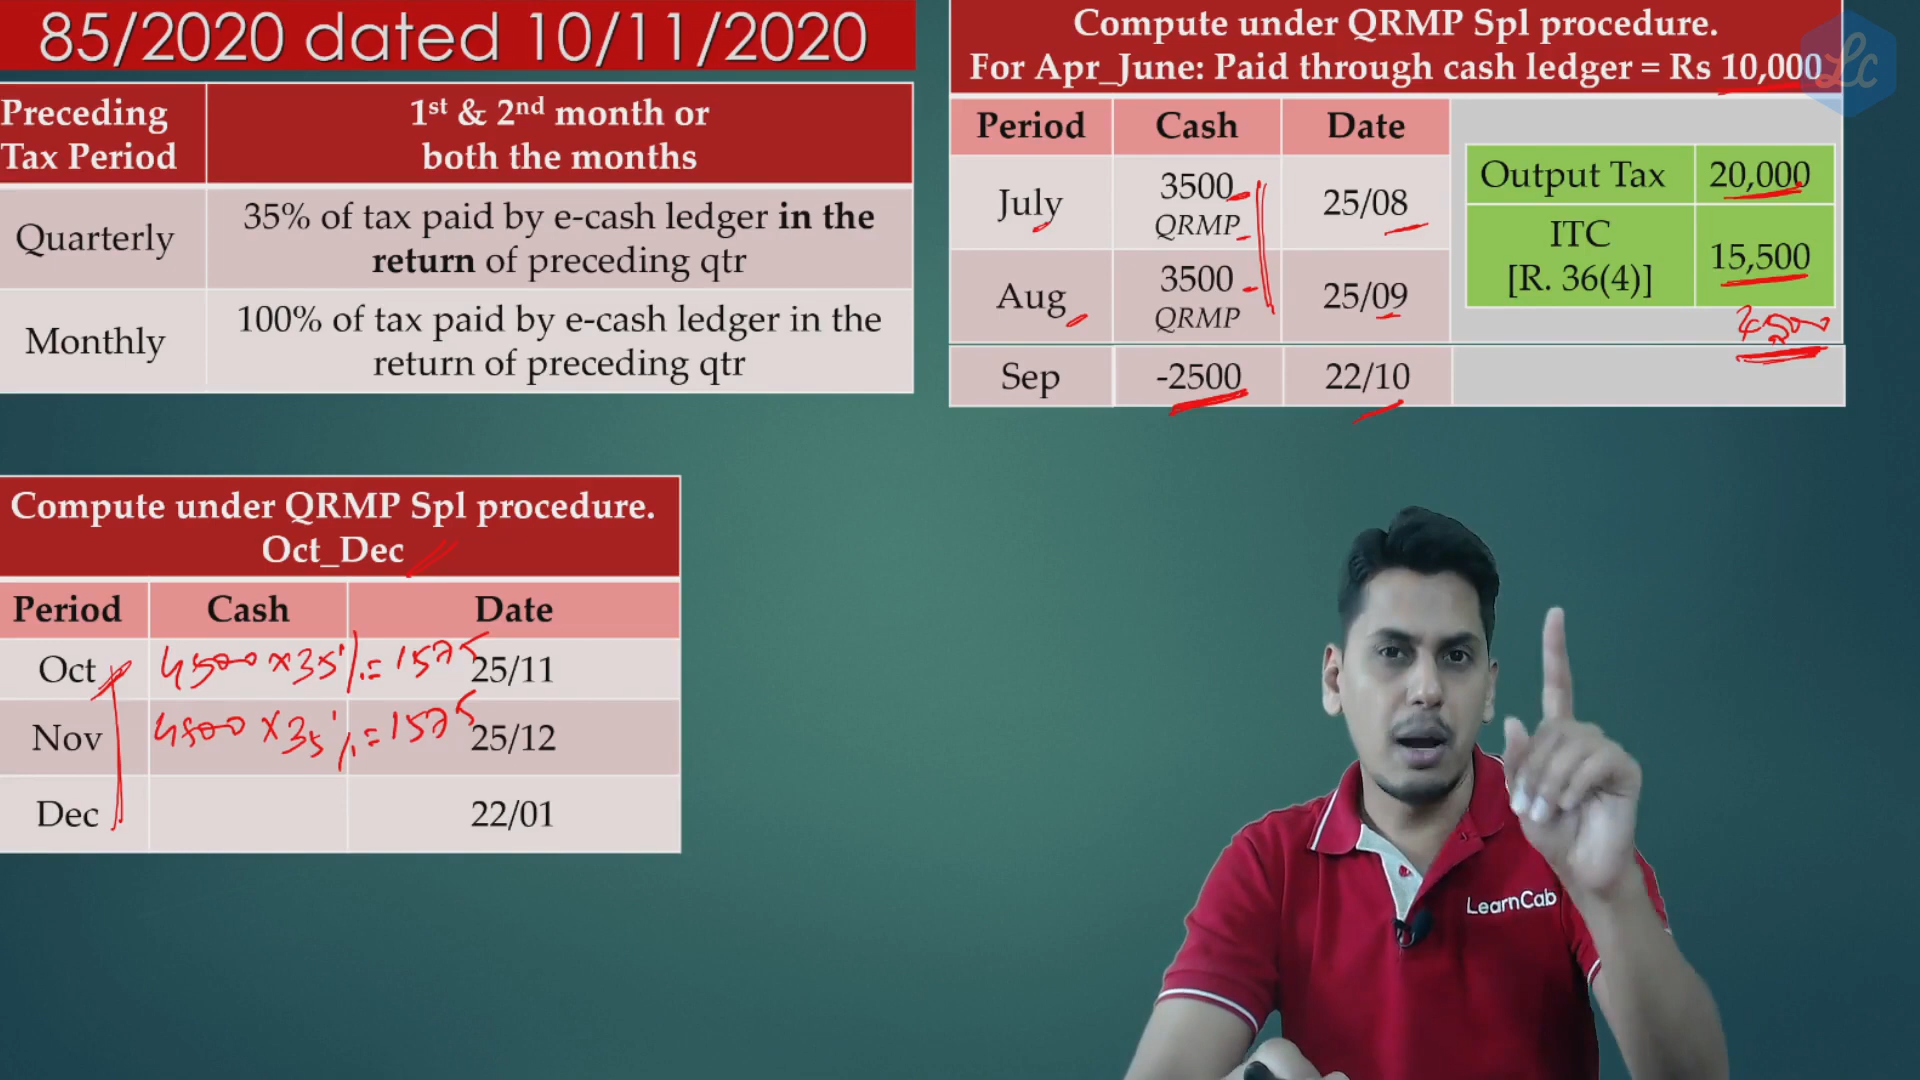 85/2020 dated 10/11/2020
Preceding Tax Period
1st & 2nd month or both the months
Quarterly
35% of tax paid by e-cash ledger in the return of preceding qtr
Monthly
100% of tax paid by e-cash ledger in the return of preceding qtr
Compute under QRMP Spl procedure.
For Apr_June: Paid through cash ledger = Rs 10,000
Lc
Period Cash Date
July 3500 QRMP 25/08
Aug 3500 QRMP 25/09
Sep -2500 22/10
Output Tax 20,000
ITC [R. 36(4)] 15,500
4500
Compute under QRMP Spl procedure.
Oct_Dec
Period Cash Date
Oct 4500 x 35% = 1575 25/11
Nov 4500 x 35% = 1575 25/12
Dec 22/01
LearnCab